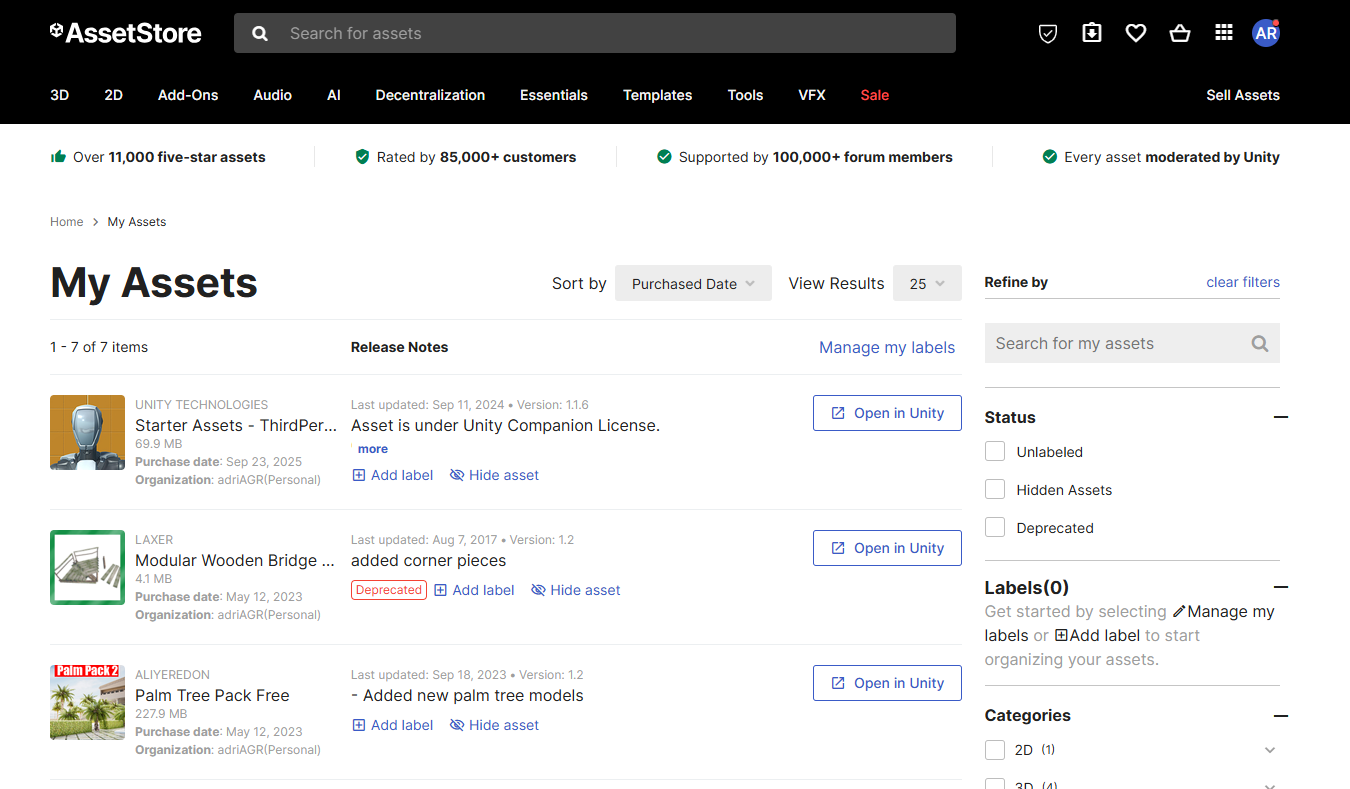 AssetStore
Search for assets
AR
3D 2D Add-Ons Audio AI Decentralization Essentials Templates Tools VFX Sale Sell Assets
Over 11,000 five-star assets
Rated by 85,000+ customers
Supported by 100,000+ forum members
Every asset moderated by Unity
Home > My Assets
My Assets
Sort by Purchased Date View Results 25
1 - 7 of 7 items Release Notes Manage my labels
UNITY TECHNOLOGIES
Starter Assets - ThirdPer...
69.9 MB
Purchase date: Sep 23, 2025
Organization: adriAGR(Personal)
Last updated: Sep 11, 2024 • Version: 1.1.6
Asset is under Unity Companion License.
more
Add label Hide asset
Open in Unity
LAXER
Modular Wooden Bridge ...
4.1 MB
Purchase date: May 12, 2023
Organization: adriAGR(Personal)
Last updated: Aug 7, 2017 • Version: 1.2
added corner pieces
Deprecated Add label Hide asset
Open in Unity
Palm Pack 2
ALIYEREDON
Palm Tree Pack Free
227.9 MB
Purchase date: May 12, 2023
Organization: adriAGR(Personal)
Last updated: Sep 18, 2023 • Version: 1.2
- Added new palm tree models
Add label Hide asset
Open in Unity
Refine by clear filters
Search for my assets
Status
Unlabeled
Hidden Assets
Deprecated
Labels(0)
Get started by selecting Manage my
labels or Add label to start
organizing your assets.
Categories
2D (1)
3D (4)